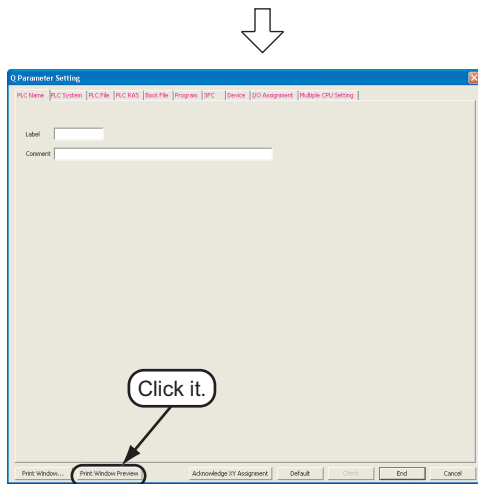 Q Parameter Setting
PLC Name PLC System PLC File PLC RAS Boot File Program SFC Device I/O Assignment Multiple CPU Setting
Label
Comment
Click it.
Print Window... Print Window Preview Acknowledge XY Assignment Default Check End Cancel